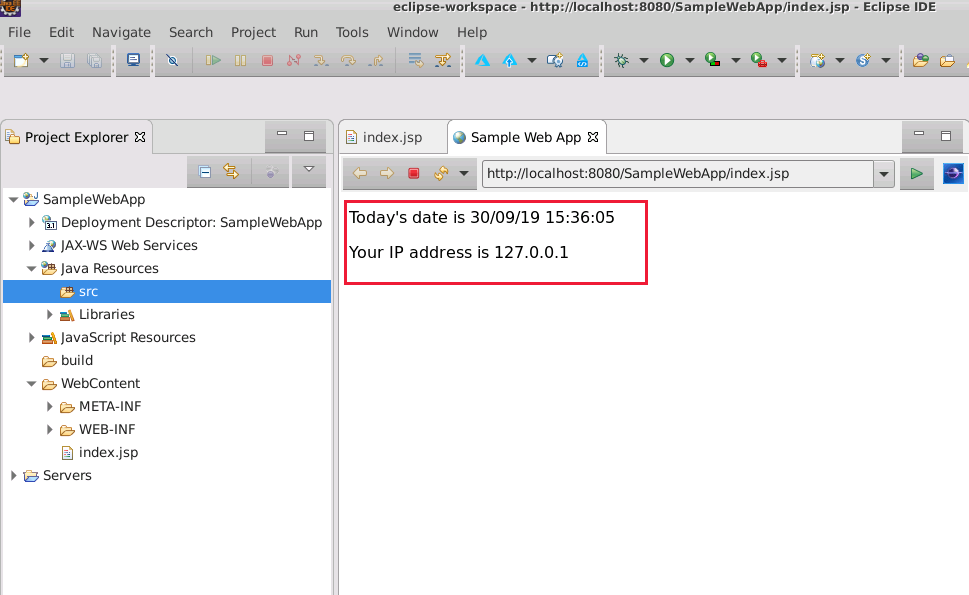 eclipse-workspace - http://localhost:8080/SampleWebApp/index.jsp - Eclipse IDE
File Edit Navigate Search Project Run Tools Window Help
Project Explorer
index.jsp
Sample Web App
http://localhost:8080/SampleWebApp/index.jsp
SampleWebApp
Deployment Descriptor: SampleWebApp
JAX-WS Web Services
Java Resources
src
Libraries
JavaScript Resources
build
WebContent
META-INF
WEB-INF
index.jsp
Servers
Today's date is 30/09/19 15:36:05
Your IP address is 127.0.0.1